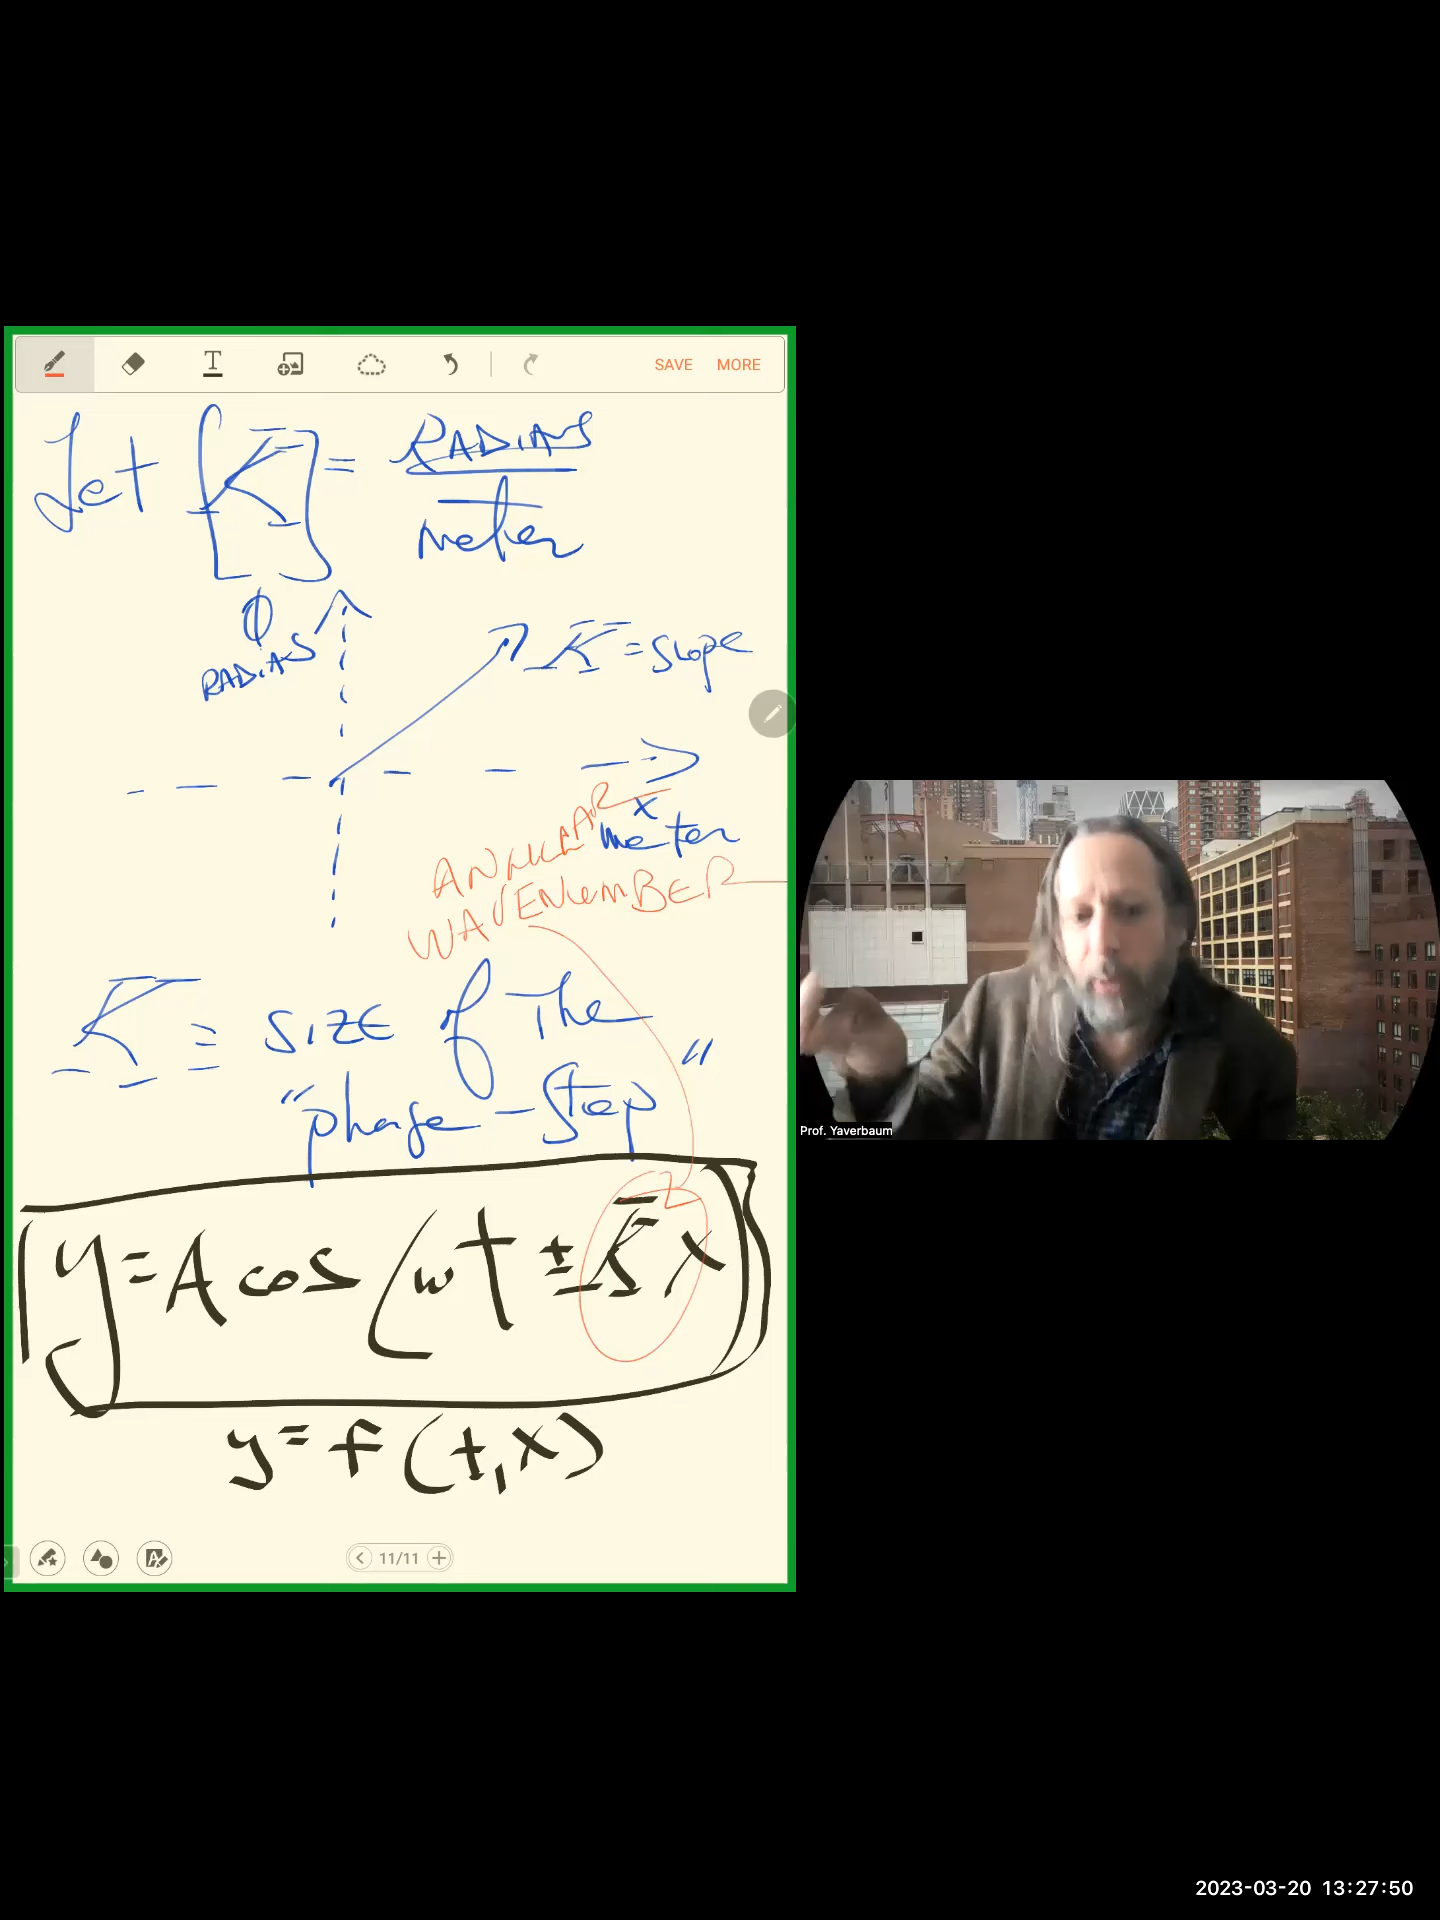 SAVE MORE
Let [K] = RADIANS
meter
ϕ
RADIANS
K = slope
x
meter
ANGULAR
WAVENUMBER
K ≡ SIZE of The
"phase-step"
y = A cos (ωt ± Kx)
y = f(t,x)
11/11
Prof. Yaverbaum
2023-03-20 13:27:50